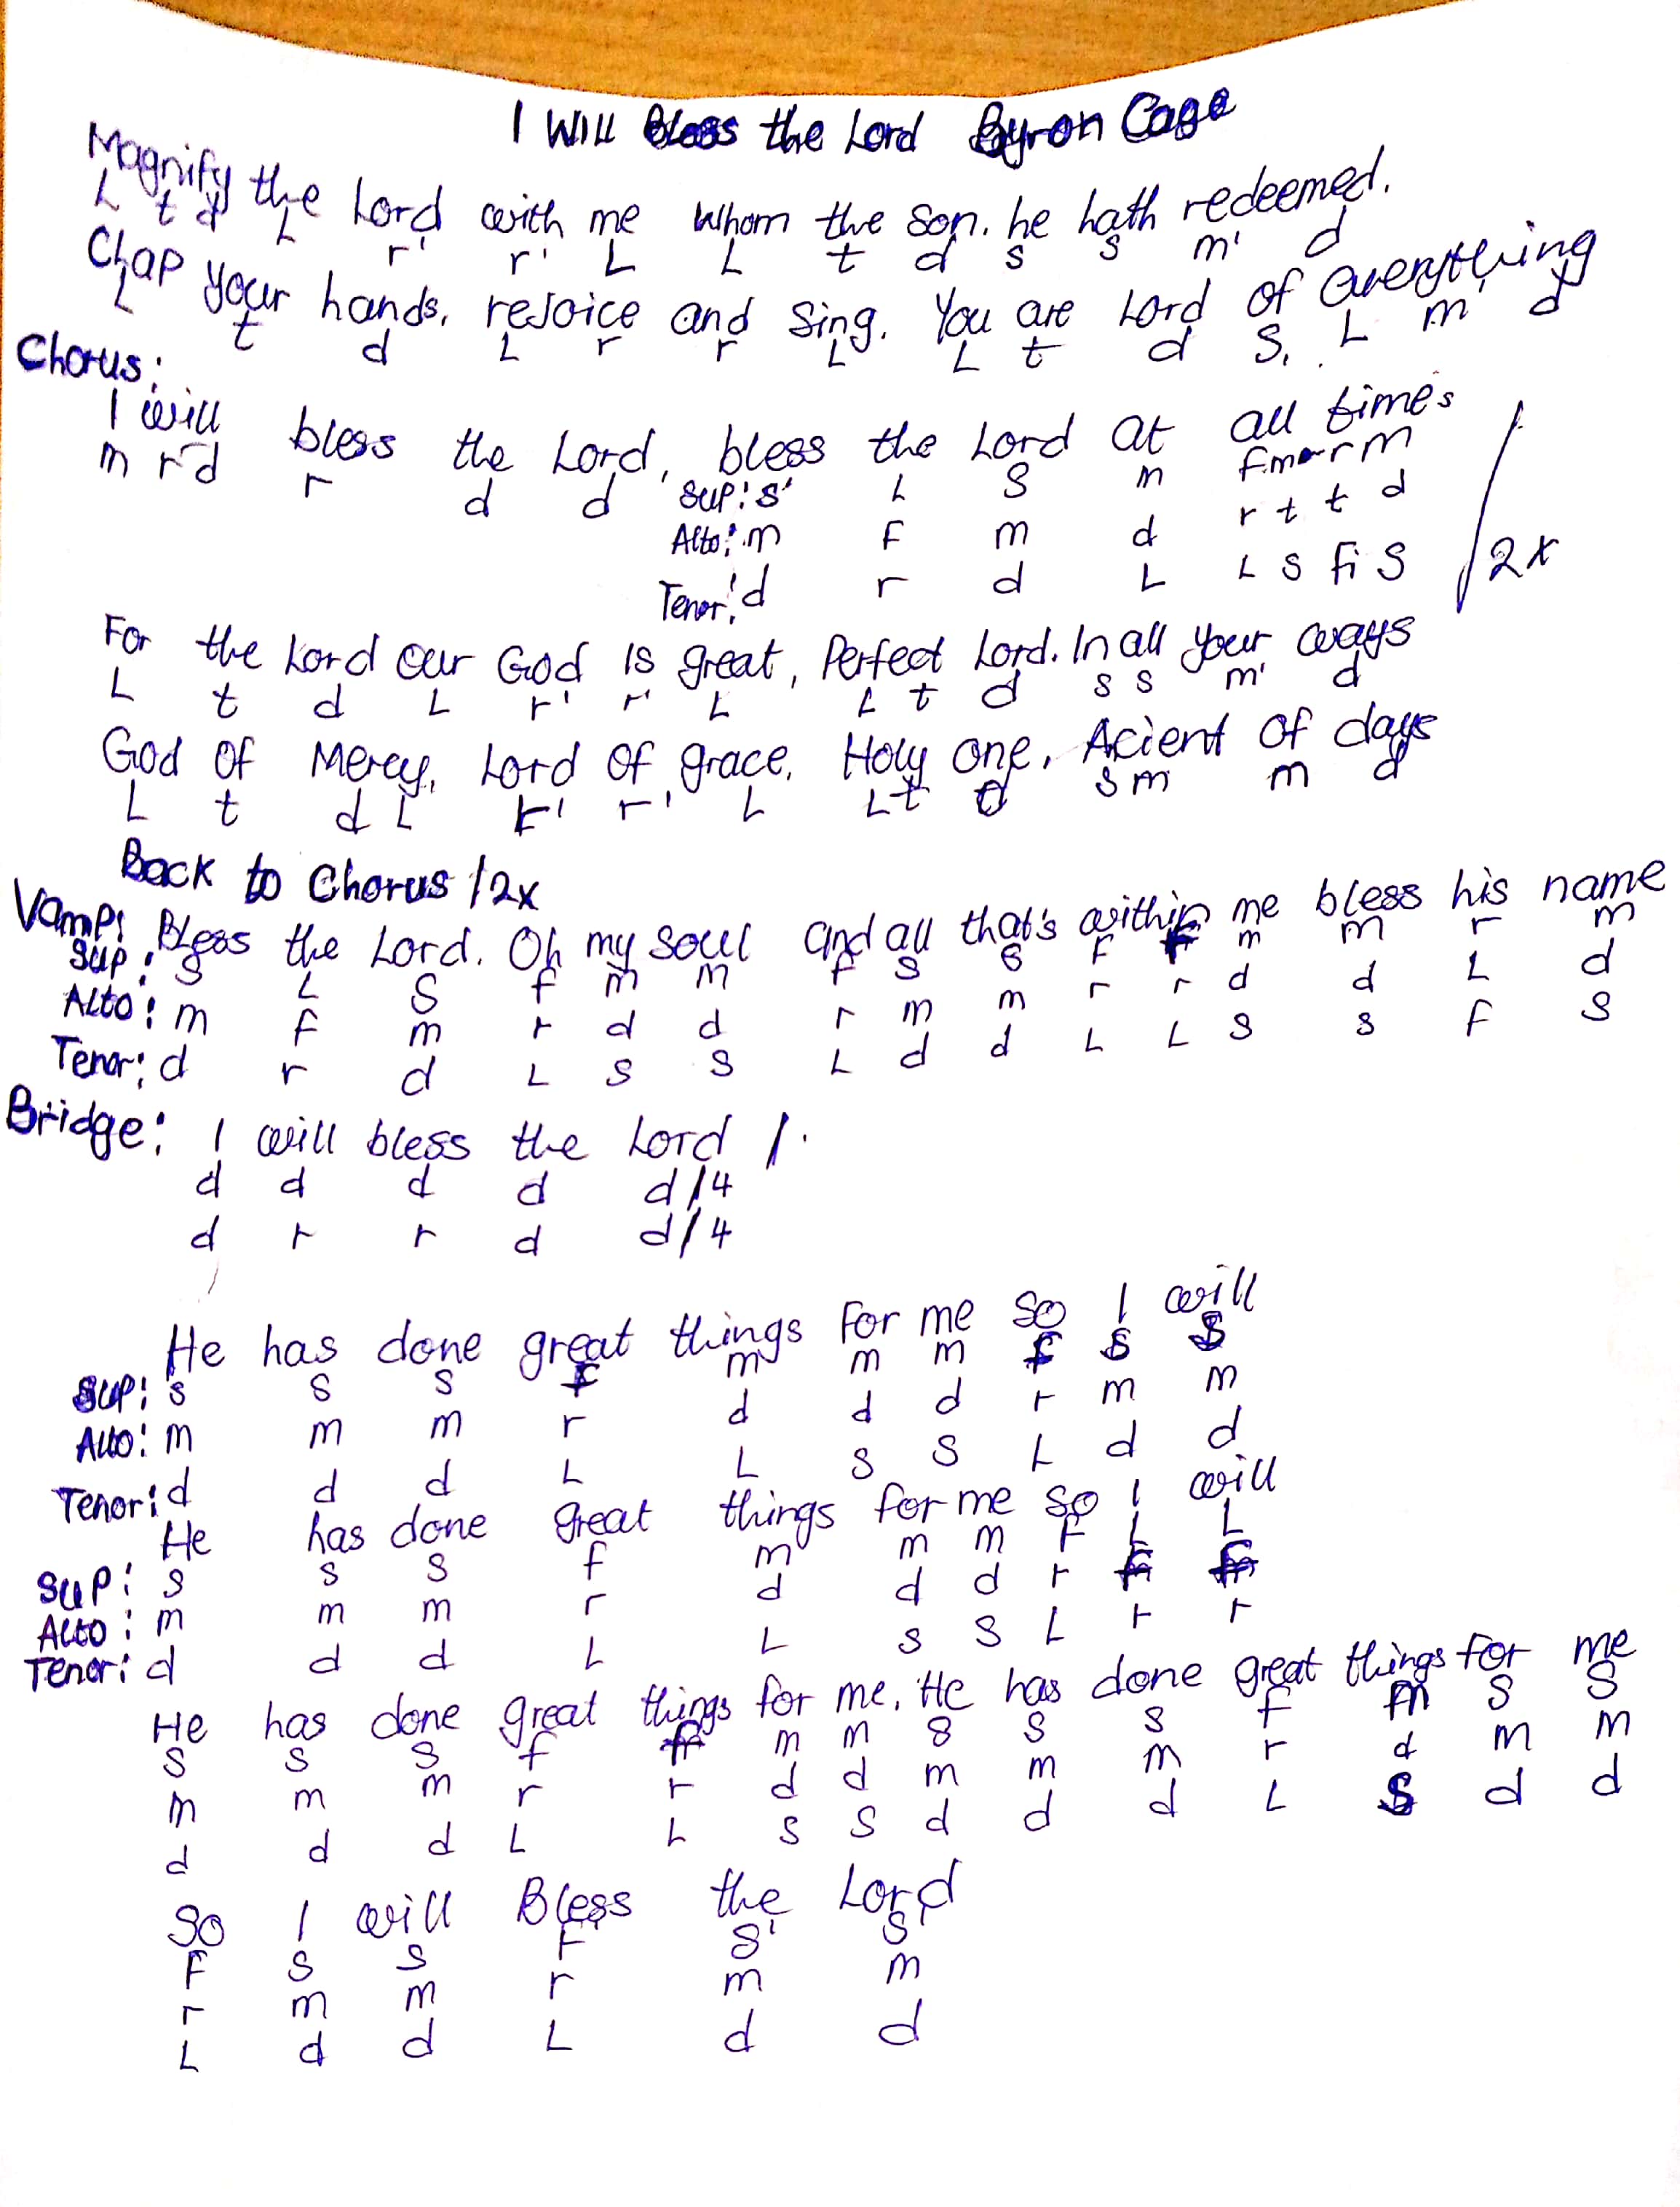 I Will Bless the Lord Byron Cage
Magnify the Lord with me Whom the Son. he hath redeemed.
L t d L r' r' L L t d s s m' d
Clap your hands. rejoice and Sing. You are Lord of averything
L t d L r r L L t d S, L m' d
Chorus:
I will bless the Lord, bless the Lord at all times
m r d r d d Sup: s' L S m f m r m
Alto: m F m d r t t d
Tenor: d r d L L S Fi S /2x
For the Lord our God is great, Perfect Lord. In all your ways
L t d L r' r' L L t d s s m' d
God Of Mercy, Lord Of grace. Holy one. Acient Of days
L t d L r' r' L L t d s m m d
Back to Chorus /2x
Vamp: Bless the Lord. Oh my Soul and all that's within me bless his name
Sup: s L S f m m f s s F F m m r m
Alto: m F m r d d r m m r r d d L d
Tenor: d r d L s s L d d L L s s F s
Bridge: I will bless the Lord /.
d d d d d/4
d r r d d/4
He has done great things For me So I will
Sup: s s s f m m m f s s
Alto: m m m r d d d r m m
Tenor: d d d L L s s L d d
He has done great things for me so I will
Sup: s s s f m m m F L L
Alto: m m m r d d d r
Tenor: d d d L L s s L r r
He has done great things for me. He has done great things for me
s s s f m m s s s f m s s
m m m r r d d m m m r d m m
d d d L L s s d d d L s d d
So I will Bless the Lord
F s s F s' s'
r m m r m m
L d d L d d